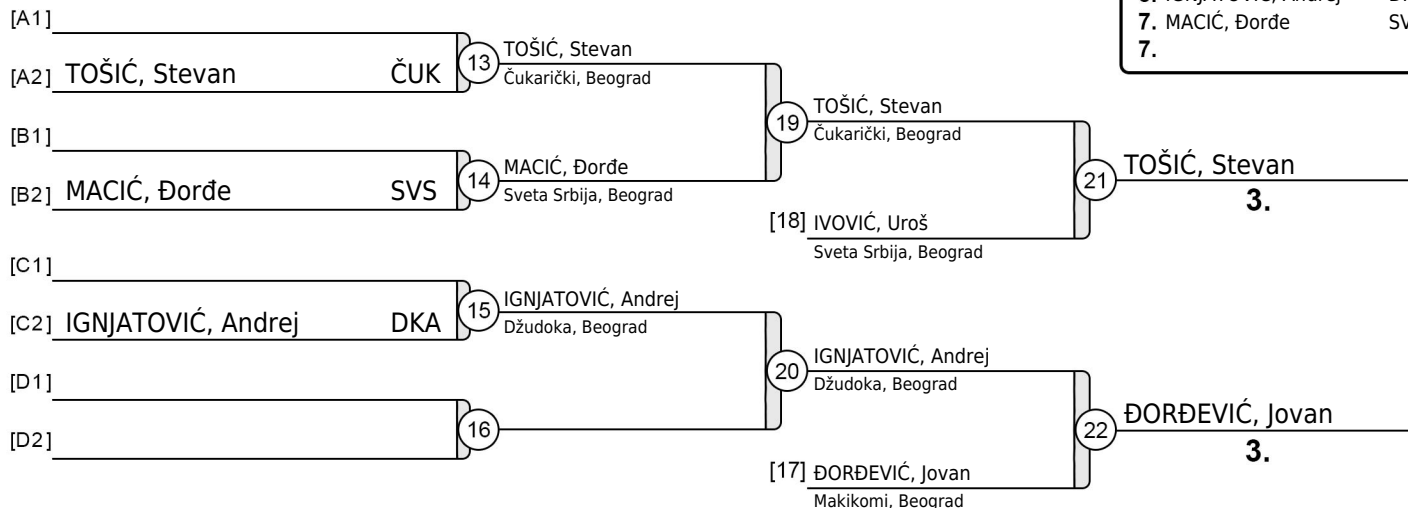 [A1]
[A2] TOŠIĆ, Stevan ČUK
13 TOŠIĆ, Stevan
Čukarički, Beograd
[B1]
[B2] MACIĆ, Đorđe SVS
14 MACIĆ, Đorđe
Sveta Srbija, Beograd
[C1]
[C2] IGNJATOVIĆ, Andrej DKA
15 IGNJATOVIĆ, Andrej
Džudoka, Beograd
[D1]
[D2]
16
19 TOŠIĆ, Stevan
Čukarički, Beograd
[18] IVOVIĆ, Uroš
Sveta Srbija, Beograd
20 IGNJATOVIĆ, Andrej
Džudoka, Beograd
[17] ĐORĐEVIĆ, Jovan
Makikomi, Beograd
21 TOŠIĆ, Stevan
3.
22 ĐORĐEVIĆ, Jovan
3.
7. MACIĆ, Đorđe SV
7.